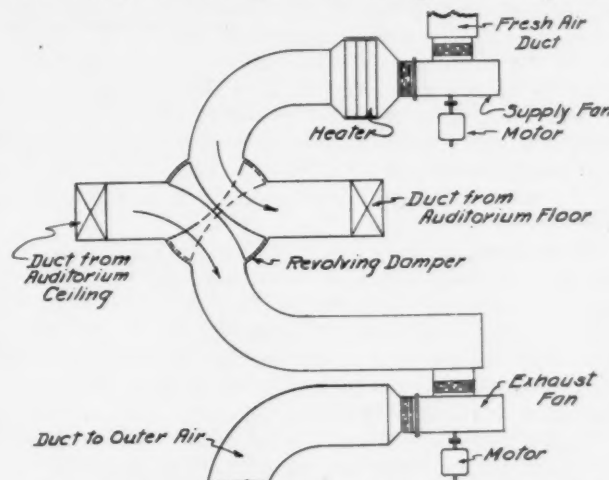 Fresh Air
Duct
Supply Fan
Heater
Motor
Duct from
Auditorium Floor
Duct from
Auditorium
Ceiling
Revolving Damper
Exhaust
Fan
Duct to Outer Air
Motor